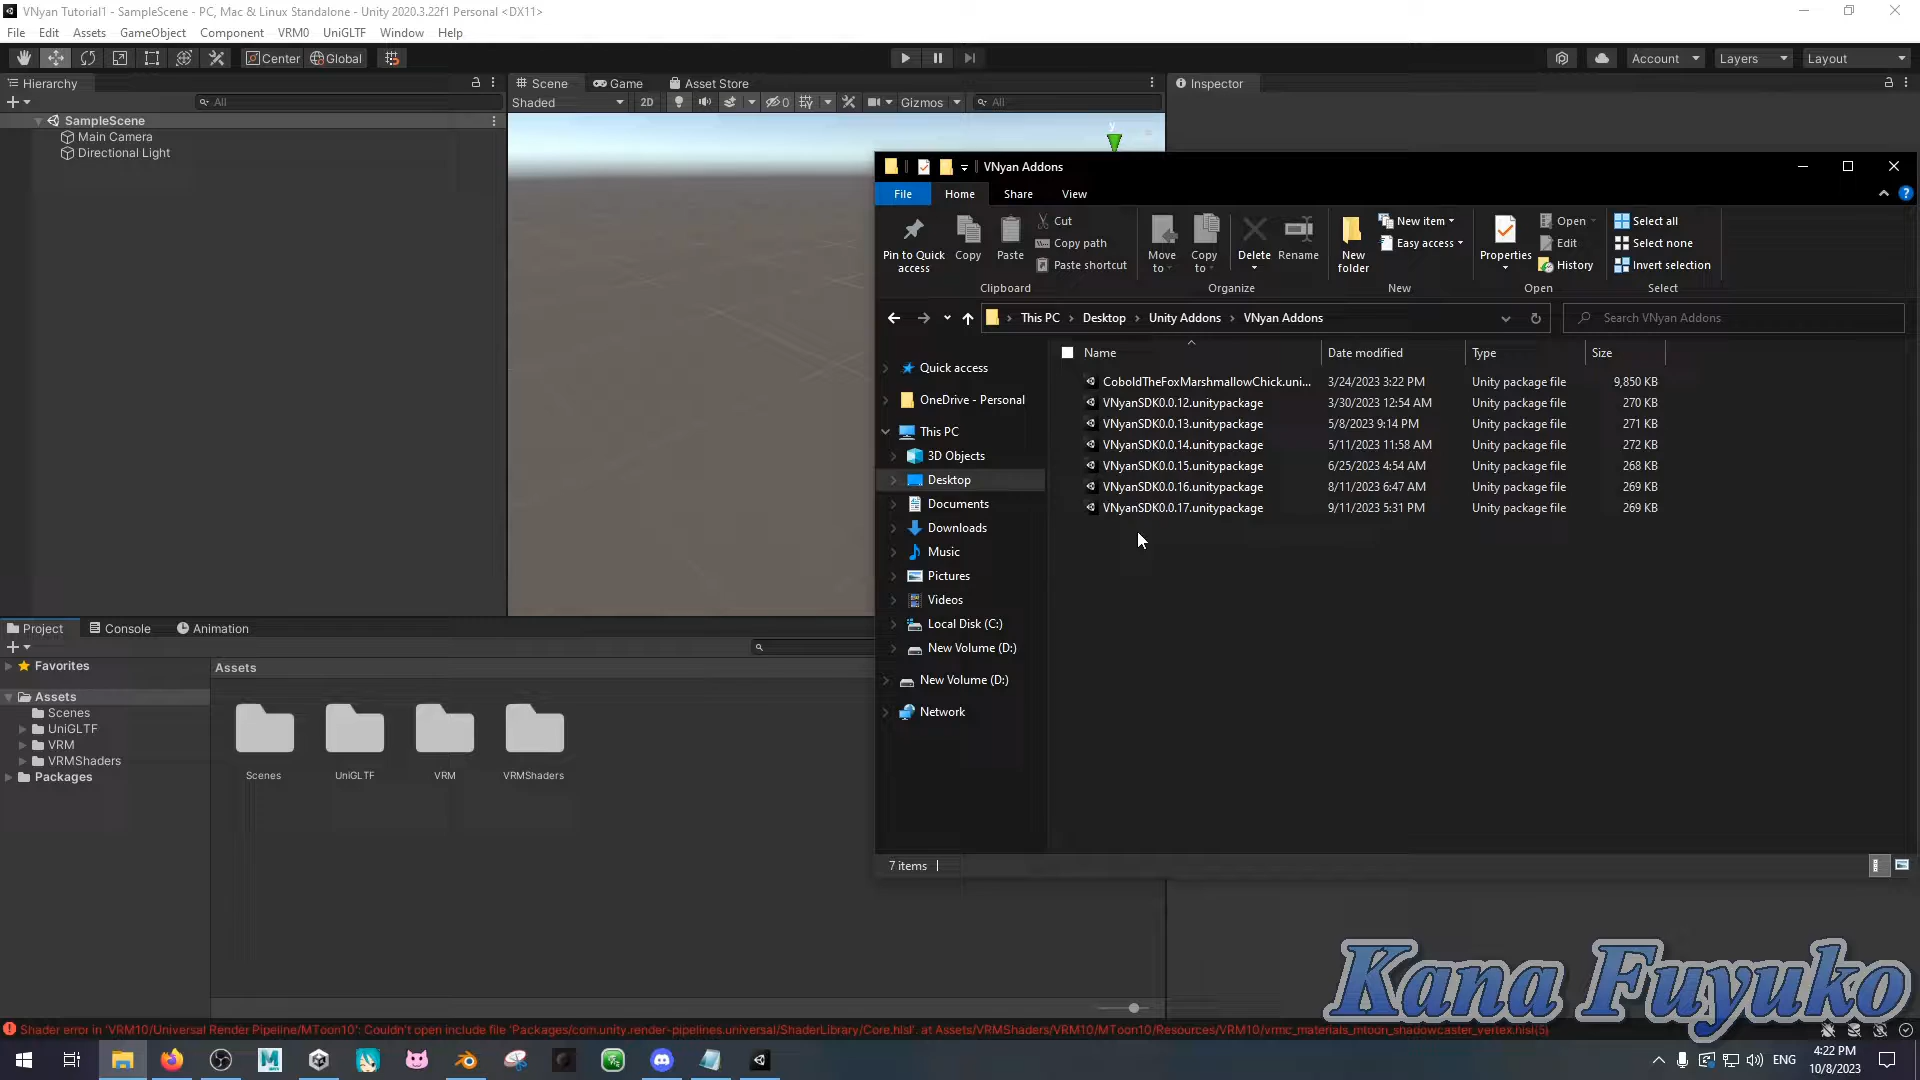 VNyan Tutorial1 - SampleScene - PC, Mac & Linux Standalone - Unity 2020.3.22f1 Personal <DX11>
File Edit Assets GameObject Component VRM0 UniGLTF Window Help
Center Global Account Layers Layout
Hierarchy
All
SampleScene
Main Camera
Directional Light
Scene Game Asset Store
Shaded 2D 0 Gizmos All
y
Inspector
VNyan Addons
File Home Share View
Pin to Quick access
Copy
Paste
Cut
Copy path
Paste shortcut
Clipboard
Move to
Copy to
Delete
Rename
Organize
New folder
New item
Easy access
New
Properties
Open
Edit
History
Open
Select all
Select none
Invert selection
Select
This PC > Desktop > Unity Addons > VNyan Addons
Search VNyan Addons
Quick access
OneDrive - Personal
This PC
3D Objects
Desktop
Documents
Downloads
Music
Pictures
Videos
Local Disk (C:)
New Volume (D:)
New Volume (D:)
Network
Name Date modified Type Size
CoboldTheFoxMarshmallowChick.uni... 3/24/2023 3:22 PM Unity package file 9,850 KB
VNyanSDK0.0.12.unitypackage 3/30/2023 12:54 AM Unity package file 270 KB
VNyanSDK0.0.13.unitypackage 5/8/2023 9:14 PM Unity package file 271 KB
VNyanSDK0.0.14.unitypackage 5/11/2023 11:58 AM Unity package file 272 KB
VNyanSDK0.0.15.unitypackage 6/25/2023 4:54 AM Unity package file 268 KB
VNyanSDK0.0.16.unitypackage 8/11/2023 6:47 AM Unity package file 269 KB
VNyanSDK0.0.17.unitypackage 9/11/2023 5:31 PM Unity package file 269 KB
7 items
Project Console Animation
Favorites
Assets
Scenes
UniGLTF
VRM
VRMShaders
Packages
Assets
Scenes UniGLTF VRM VRMShaders
Kana Fuyuko
Shader error in 'VRM10/Universal Render Pipeline/MToon10': Couldn't open include file 'Packages/com.unity.render-pipelines.universal/ShaderLibrary/Core.hlsl'. at Assets/VRMShaders/VRM10/MToon10/Resources/VRM10/vrmc_materials_mtoon_shadowcaster_vertex.hlsl(5)
ENG
4:22 PM
10/8/2023